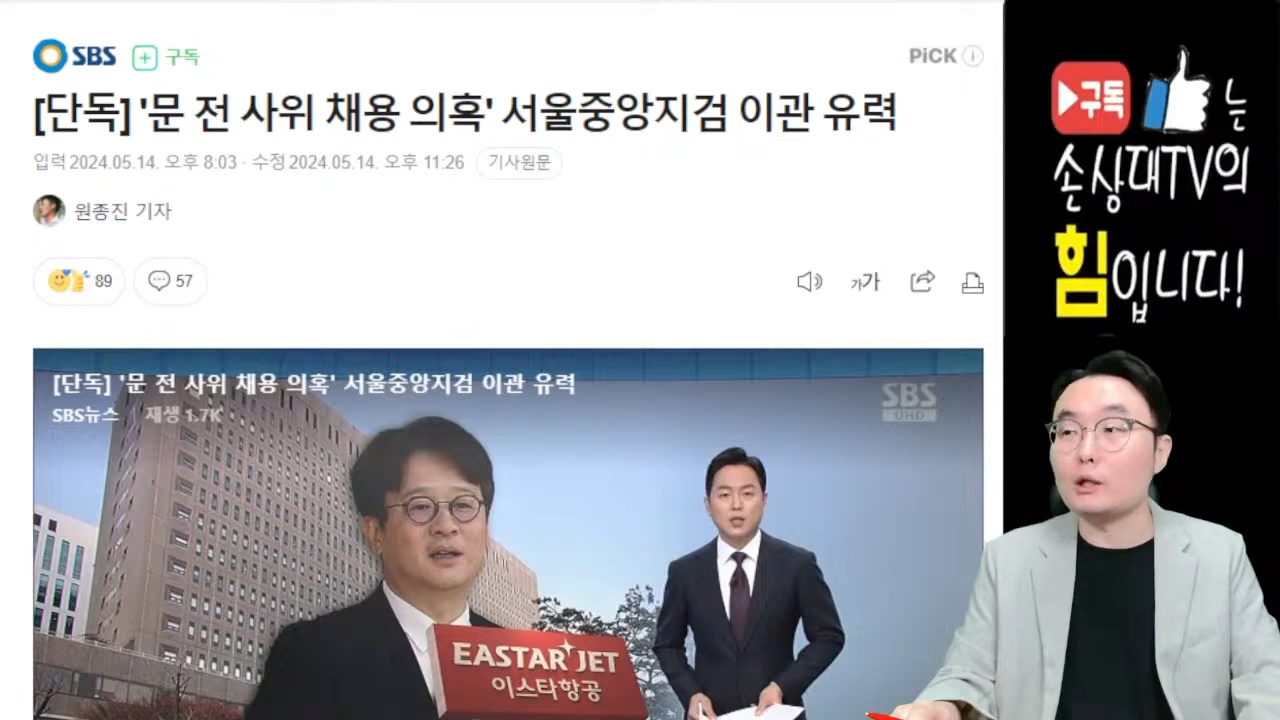 SBS 구독
PiCK
[단독] '문 전 사위 채용 의혹' 서울중앙지검 이관 유력
입력 2024.05.14. 오후 8:03 · 수정 2024.05.14. 오후 11:26 기사원문
원종진 기자
89 57
가가
[단독] '문 전 사위 채용 의혹' 서울중앙지검 이관 유력
SBS뉴스 재생 1.7K
SBS
UHD
EASTAR JET
이스타항공
구독 는
손상대TV의
힘입니다!